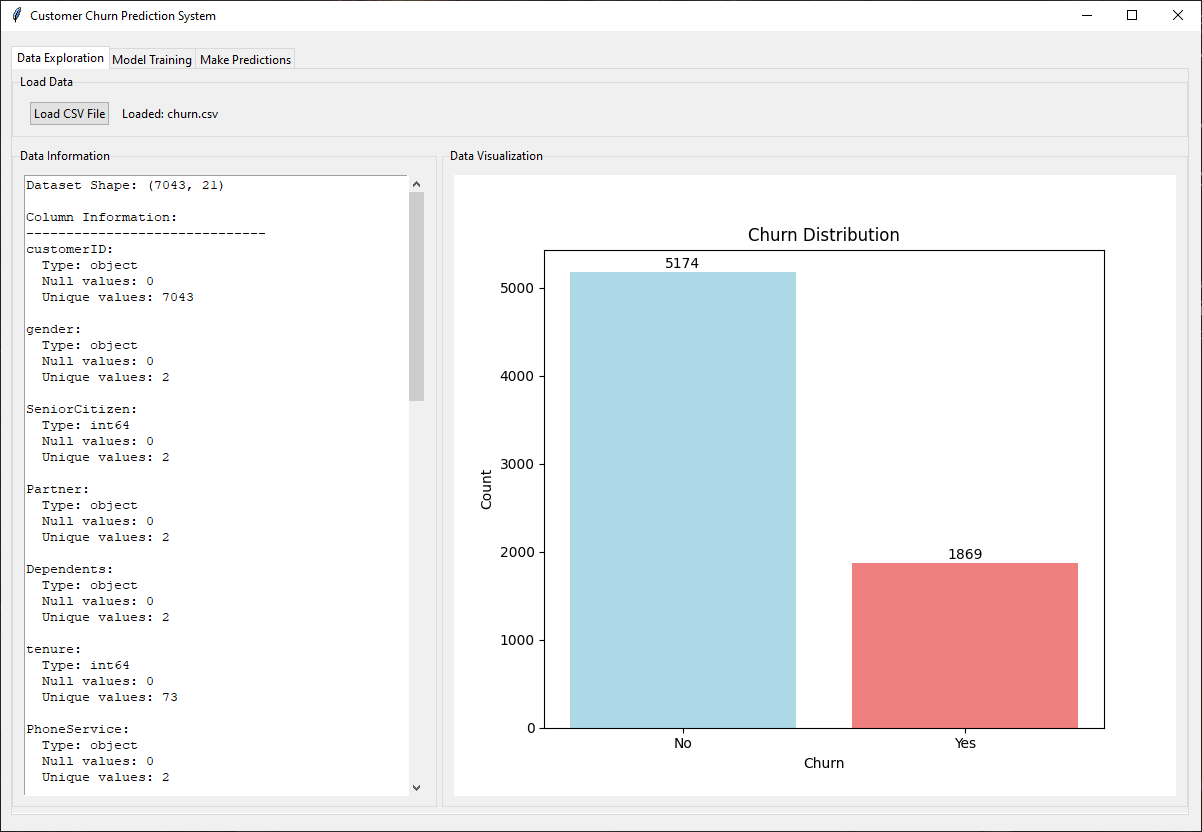 Customer Churn Prediction System
Data Exploration Model Training Make Predictions
Load Data
Load CSV File Loaded: churn.csv
Data Information
Dataset Shape: (7043, 21)
Column Information:
------------------------------
customerID:
Type: object
Null values: 0
Unique values: 7043
gender:
Type: object
Null values: 0
Unique values: 2
SeniorCitizen:
Type: int64
Null values: 0
Unique values: 2
Partner:
Type: object
Null values: 0
Unique values: 2
Dependents:
Type: object
Null values: 0
Unique values: 2
tenure:
Type: int64
Null values: 0
Unique values: 73
PhoneService:
Type: object
Null values: 0
Unique values: 2
Data Visualization
Churn Distribution
5174
1869
5000
4000
3000
2000
1000
0
Count
No Yes
Churn